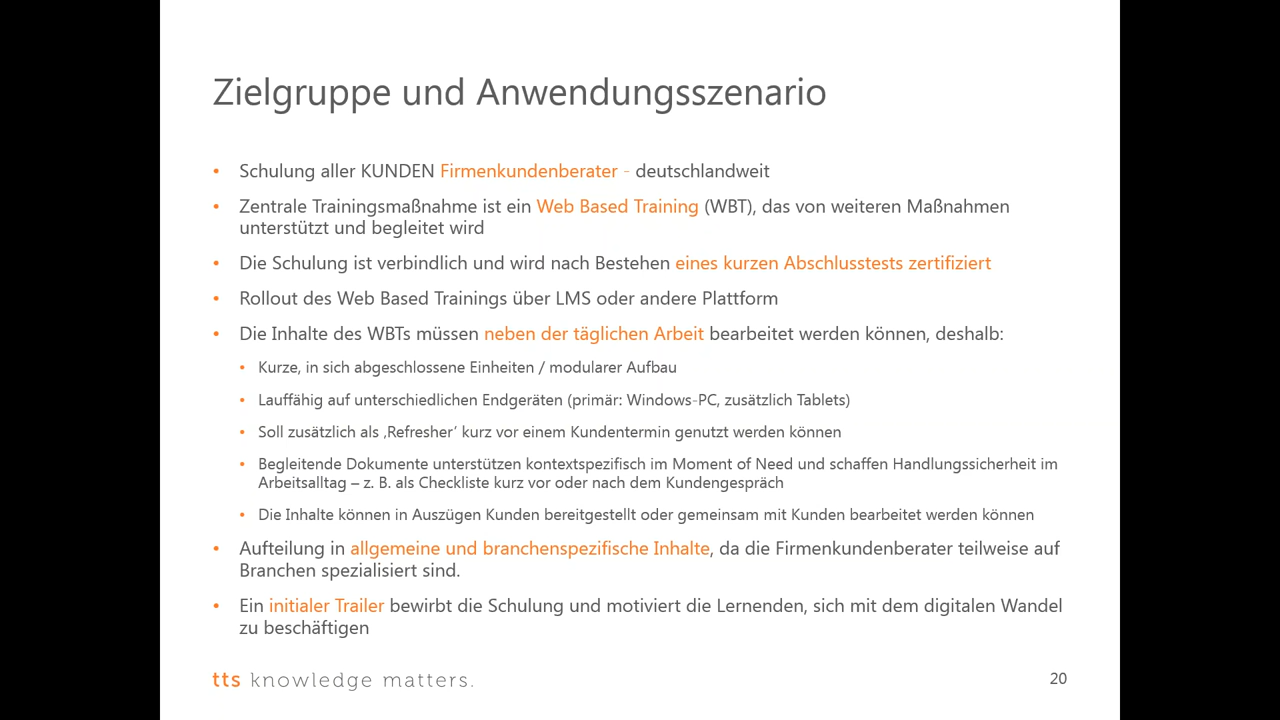 Zielgruppe und Anwendungsszenario
• Schulung aller KUNDEN Firmenkundenberater - deutschlandweit
• Zentrale Trainingsmaßnahme ist ein Web Based Training (WBT), das von weiteren Maßnahmen
unterstützt und begleitet wird
• Die Schulung ist verbindlich und wird nach Bestehen eines kurzen Abschlusstests zertifiziert
• Rollout des Web Based Trainings über LMS oder andere Plattform
• Die Inhalte des WBTs müssen neben der täglichen Arbeit bearbeitet werden können, deshalb:
• Kurze, in sich abgeschlossene Einheiten / modularer Aufbau
• Lauffähig auf unterschiedlichen Endgeräten (primär: Windows-PC, zusätzlich Tablets)
• Soll zusätzlich als ‚Refresher‘ kurz vor einem Kundentermin genutzt werden können
• Begleitende Dokumente unterstützen kontextspezifisch im Moment of Need und schaffen Handlungssicherheit im
Arbeitsalltag – z. B. als Checkliste kurz vor oder nach dem Kundengespräch
• Die Inhalte können in Auszügen Kunden bereitgestellt oder gemeinsam mit Kunden bearbeitet werden können
• Aufteilung in allgemeine und branchenspezifische Inhalte, da die Firmenkundenberater teilweise auf
Branchen spezialisiert sind.
• Ein initialer Trailer bewirbt die Schulung und motiviert die Lernenden, sich mit dem digitalen Wandel
zu beschäftigen
tts knowledge matters.
20